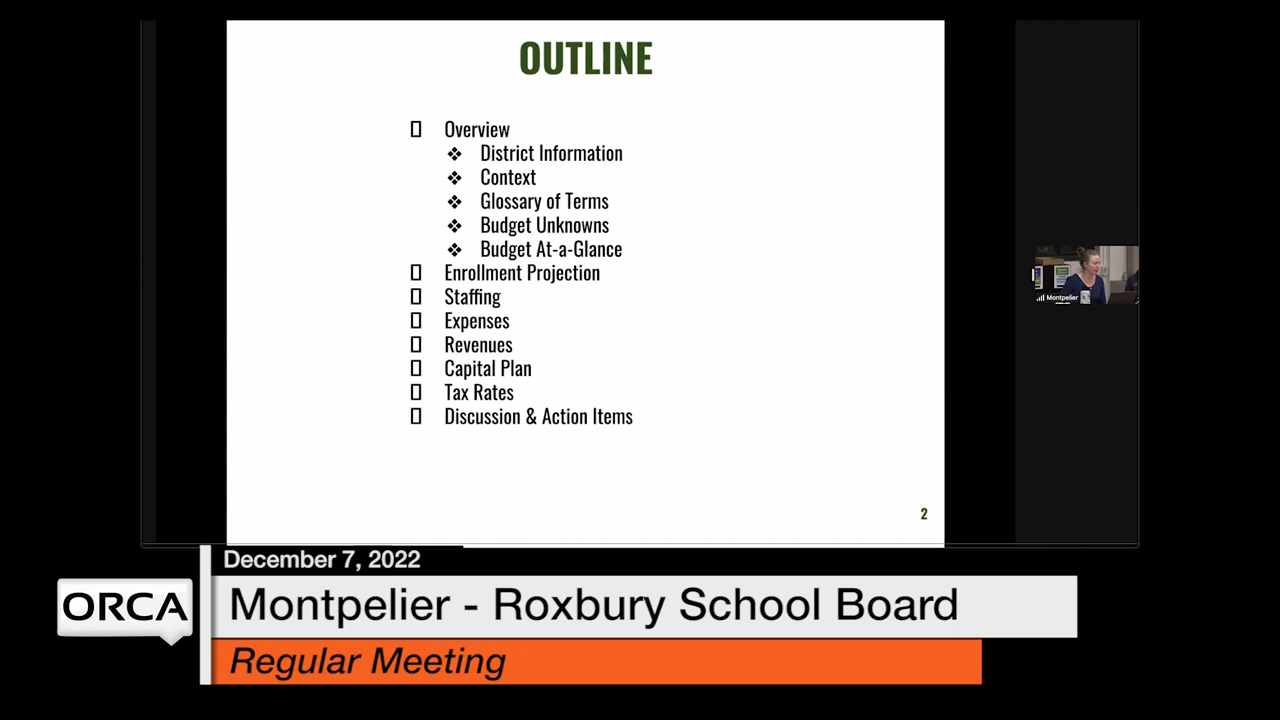 OUTLINE
Overview
❖ District Information
❖ Context
❖ Glossary of Terms
❖ Budget Unknowns
❖ Budget At-a-Glance
Enrollment Projection
Staffing
Expenses
Revenues
Capital Plan
Tax Rates
Discussion & Action Items
2
Montpelier
December 7, 2022
ORCA
Montpelier - Roxbury School Board
Regular Meeting